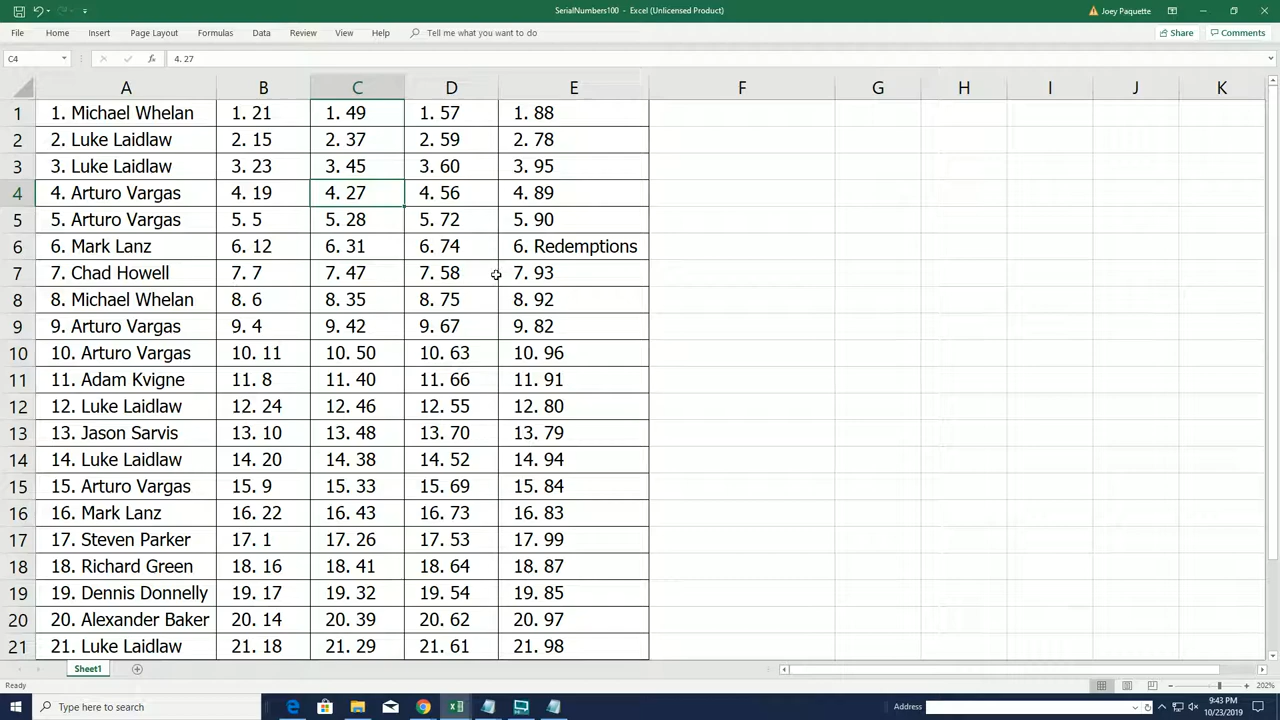 SerialNumbers100 - Excel (Unlicensed Product)
Joey Paquette
File Home Insert Page Layout Formulas Data Review View Help Tell me what you want to do Share Comments
C4 fx 4. 27
A B C D E F G H I J K
1 1. Michael Whelan 1. 21 1. 49 1. 57 1. 88
2 2. Luke Laidlaw 2. 15 2. 37 2. 59 2. 78
3 3. Luke Laidlaw 3. 23 3. 45 3. 60 3. 95
4 4. Arturo Vargas 4. 19 4. 27 4. 56 4. 89
5 5. Arturo Vargas 5. 5 5. 28 5. 72 5. 90
6 6. Mark Lanz 6. 12 6. 31 6. 74 6. Redemptions
7 7. Chad Howell 7. 7 7. 47 7. 58 7. 93
8 8. Michael Whelan 8. 6 8. 35 8. 75 8. 92
9 9. Arturo Vargas 9. 4 9. 42 9. 67 9. 82
10 10. Arturo Vargas 10. 11 10. 50 10. 63 10. 96
11 11. Adam Kvigne 11. 8 11. 40 11. 66 11. 91
12 12. Luke Laidlaw 12. 24 12. 46 12. 55 12. 80
13 13. Jason Sarvis 13. 10 13. 48 13. 70 13. 79
14 14. Luke Laidlaw 14. 20 14. 38 14. 52 14. 94
15 15. Arturo Vargas 15. 9 15. 33 15. 69 15. 84
16 16. Mark Lanz 16. 22 16. 43 16. 73 16. 83
17 17. Steven Parker 17. 1 17. 26 17. 53 17. 99
18 18. Richard Green 18. 16 18. 41 18. 64 18. 87
19 19. Dennis Donnelly 19. 17 19. 32 19. 54 19. 85
20 20. Alexander Baker 20. 14 20. 39 20. 62 20. 97
21 21. Luke Laidlaw 21. 18 21. 29 21. 61 21. 98
Sheet1
Ready 202%
Type here to search Address 9:43 PM
10/23/2019